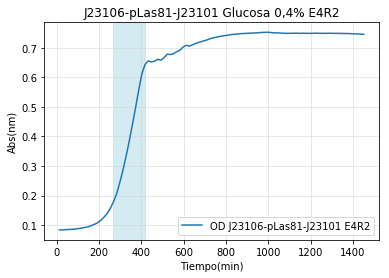 J23106-pLas81-J23101 Glucosa 0,4% E4R2
Abs(nm)
0.7
0.6
0.5
0.4
0.3
0.2
0.1
OD J23106-pLas81-J23101 E4R2
0 200 400 600 800 1000 1200 1400
Tiempo(min)